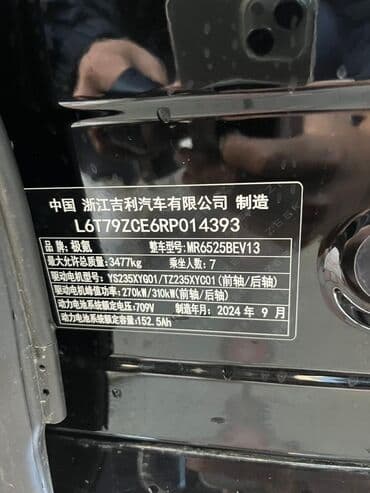 中国 浙江吉利汽车有限公司 制造
L6T79ZCE6RP014393
品牌：极氪 整车型号：MR6525BEV13
最大允许总质量：3477kg 乘坐人数：7
驱动电机型号：YS235XYG01/TZ235XYC01(前轴/后轴)
驱动电机峰值功率：270kW/310kW(前轴/后轴)
动力电池系统额定电压：709V 制造年月：2024 年 9 月
动力电池系统额定容量：152.5Ah